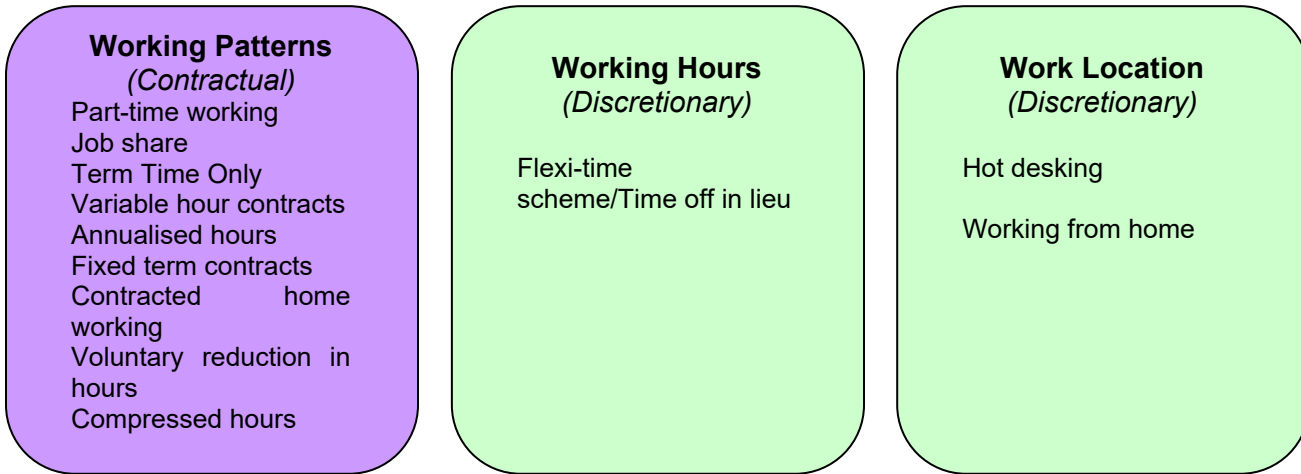 Working Patterns
(Contractual)
Part-time working
Job share
Term Time Only
Variable hour contracts
Annualised hours
Fixed term contracts
Contracted home
working
Voluntary reduction in
hours
Compressed hours
Working Hours
(Discretionary)
Flexi-time
scheme/Time off in lieu
Work Location
(Discretionary)
Hot desking
Working from home